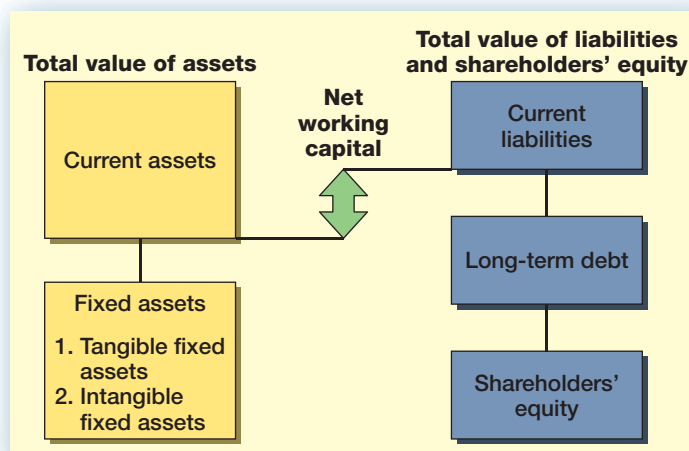 Total value of assets
Current assets
Fixed assets
1. Tangible fixed
assets
2. Intangible
fixed assets
Net
working
capital
Total value of liabilities
and shareholders’ equity
Current
liabilities
Long-term debt
Shareholders’
equity